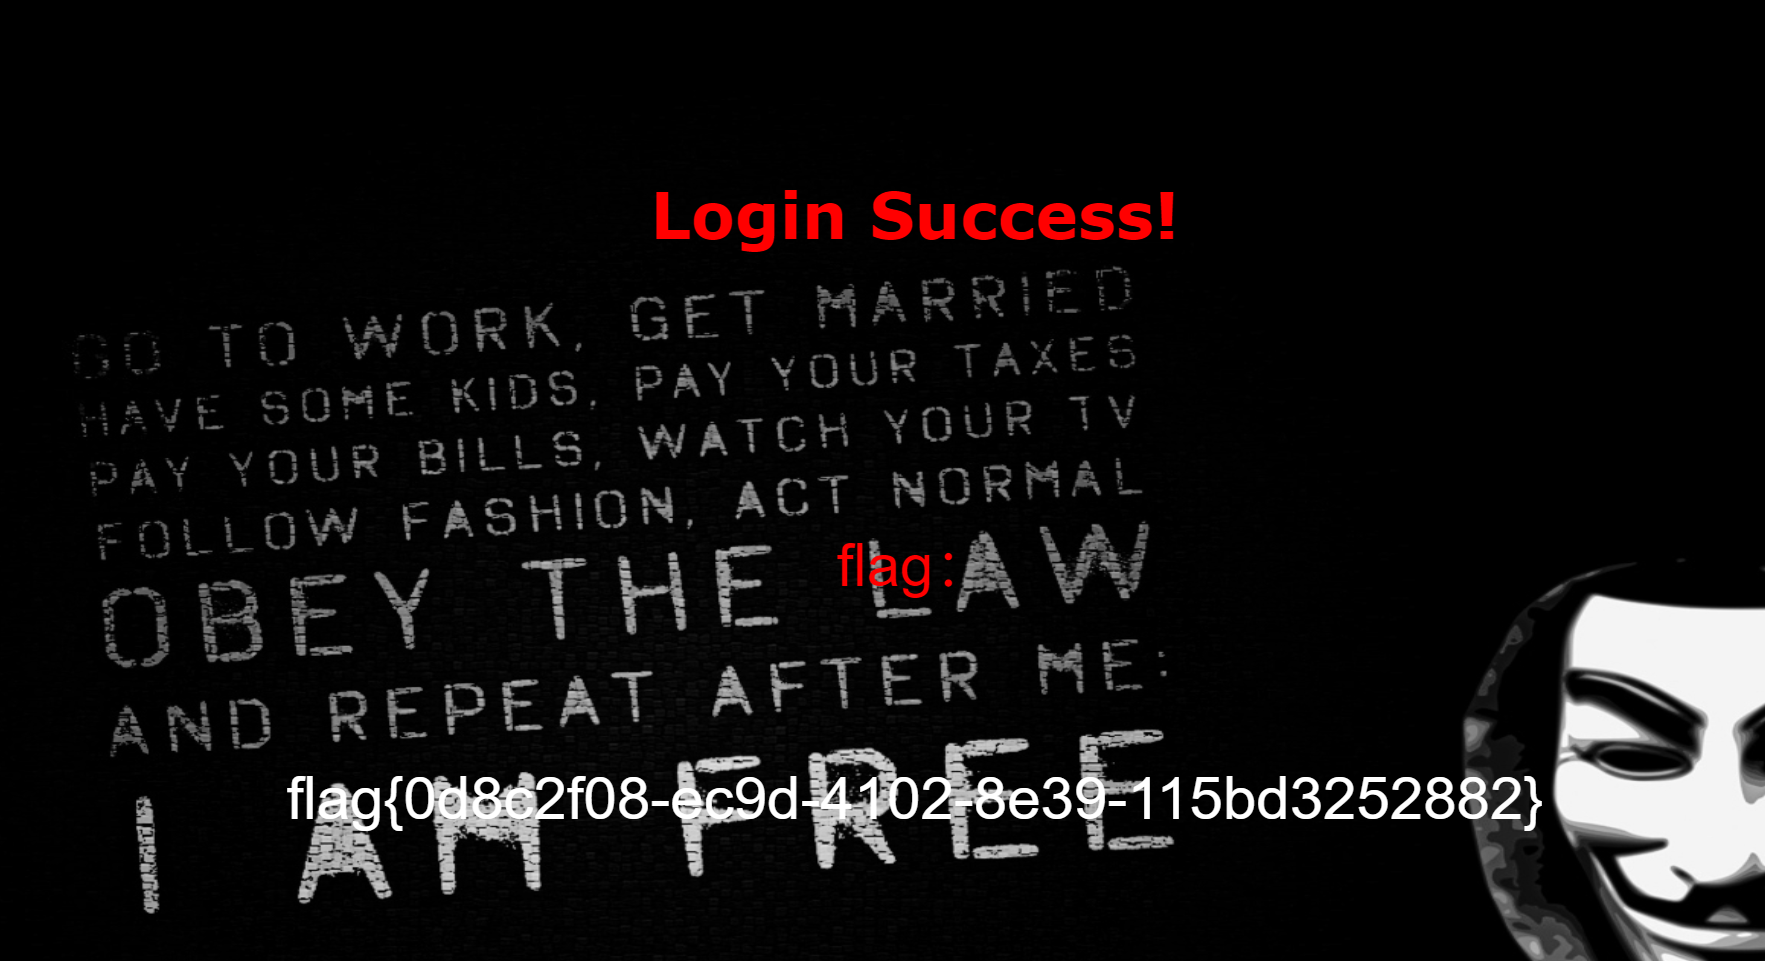 Login Success!
GO TO WORK, GET MARRIED
HAVE SOME KIDS, PAY YOUR TAXES
PAY YOUR BILLS, WATCH YOUR TV
FOLLOW FASHION, ACT NORMAL
OBEY THE LAW
flag:
AND REPEAT AFTER ME:
I AM FREE
flag{0d8c2f08-ec9d-4102-8e39-115bd3252882}